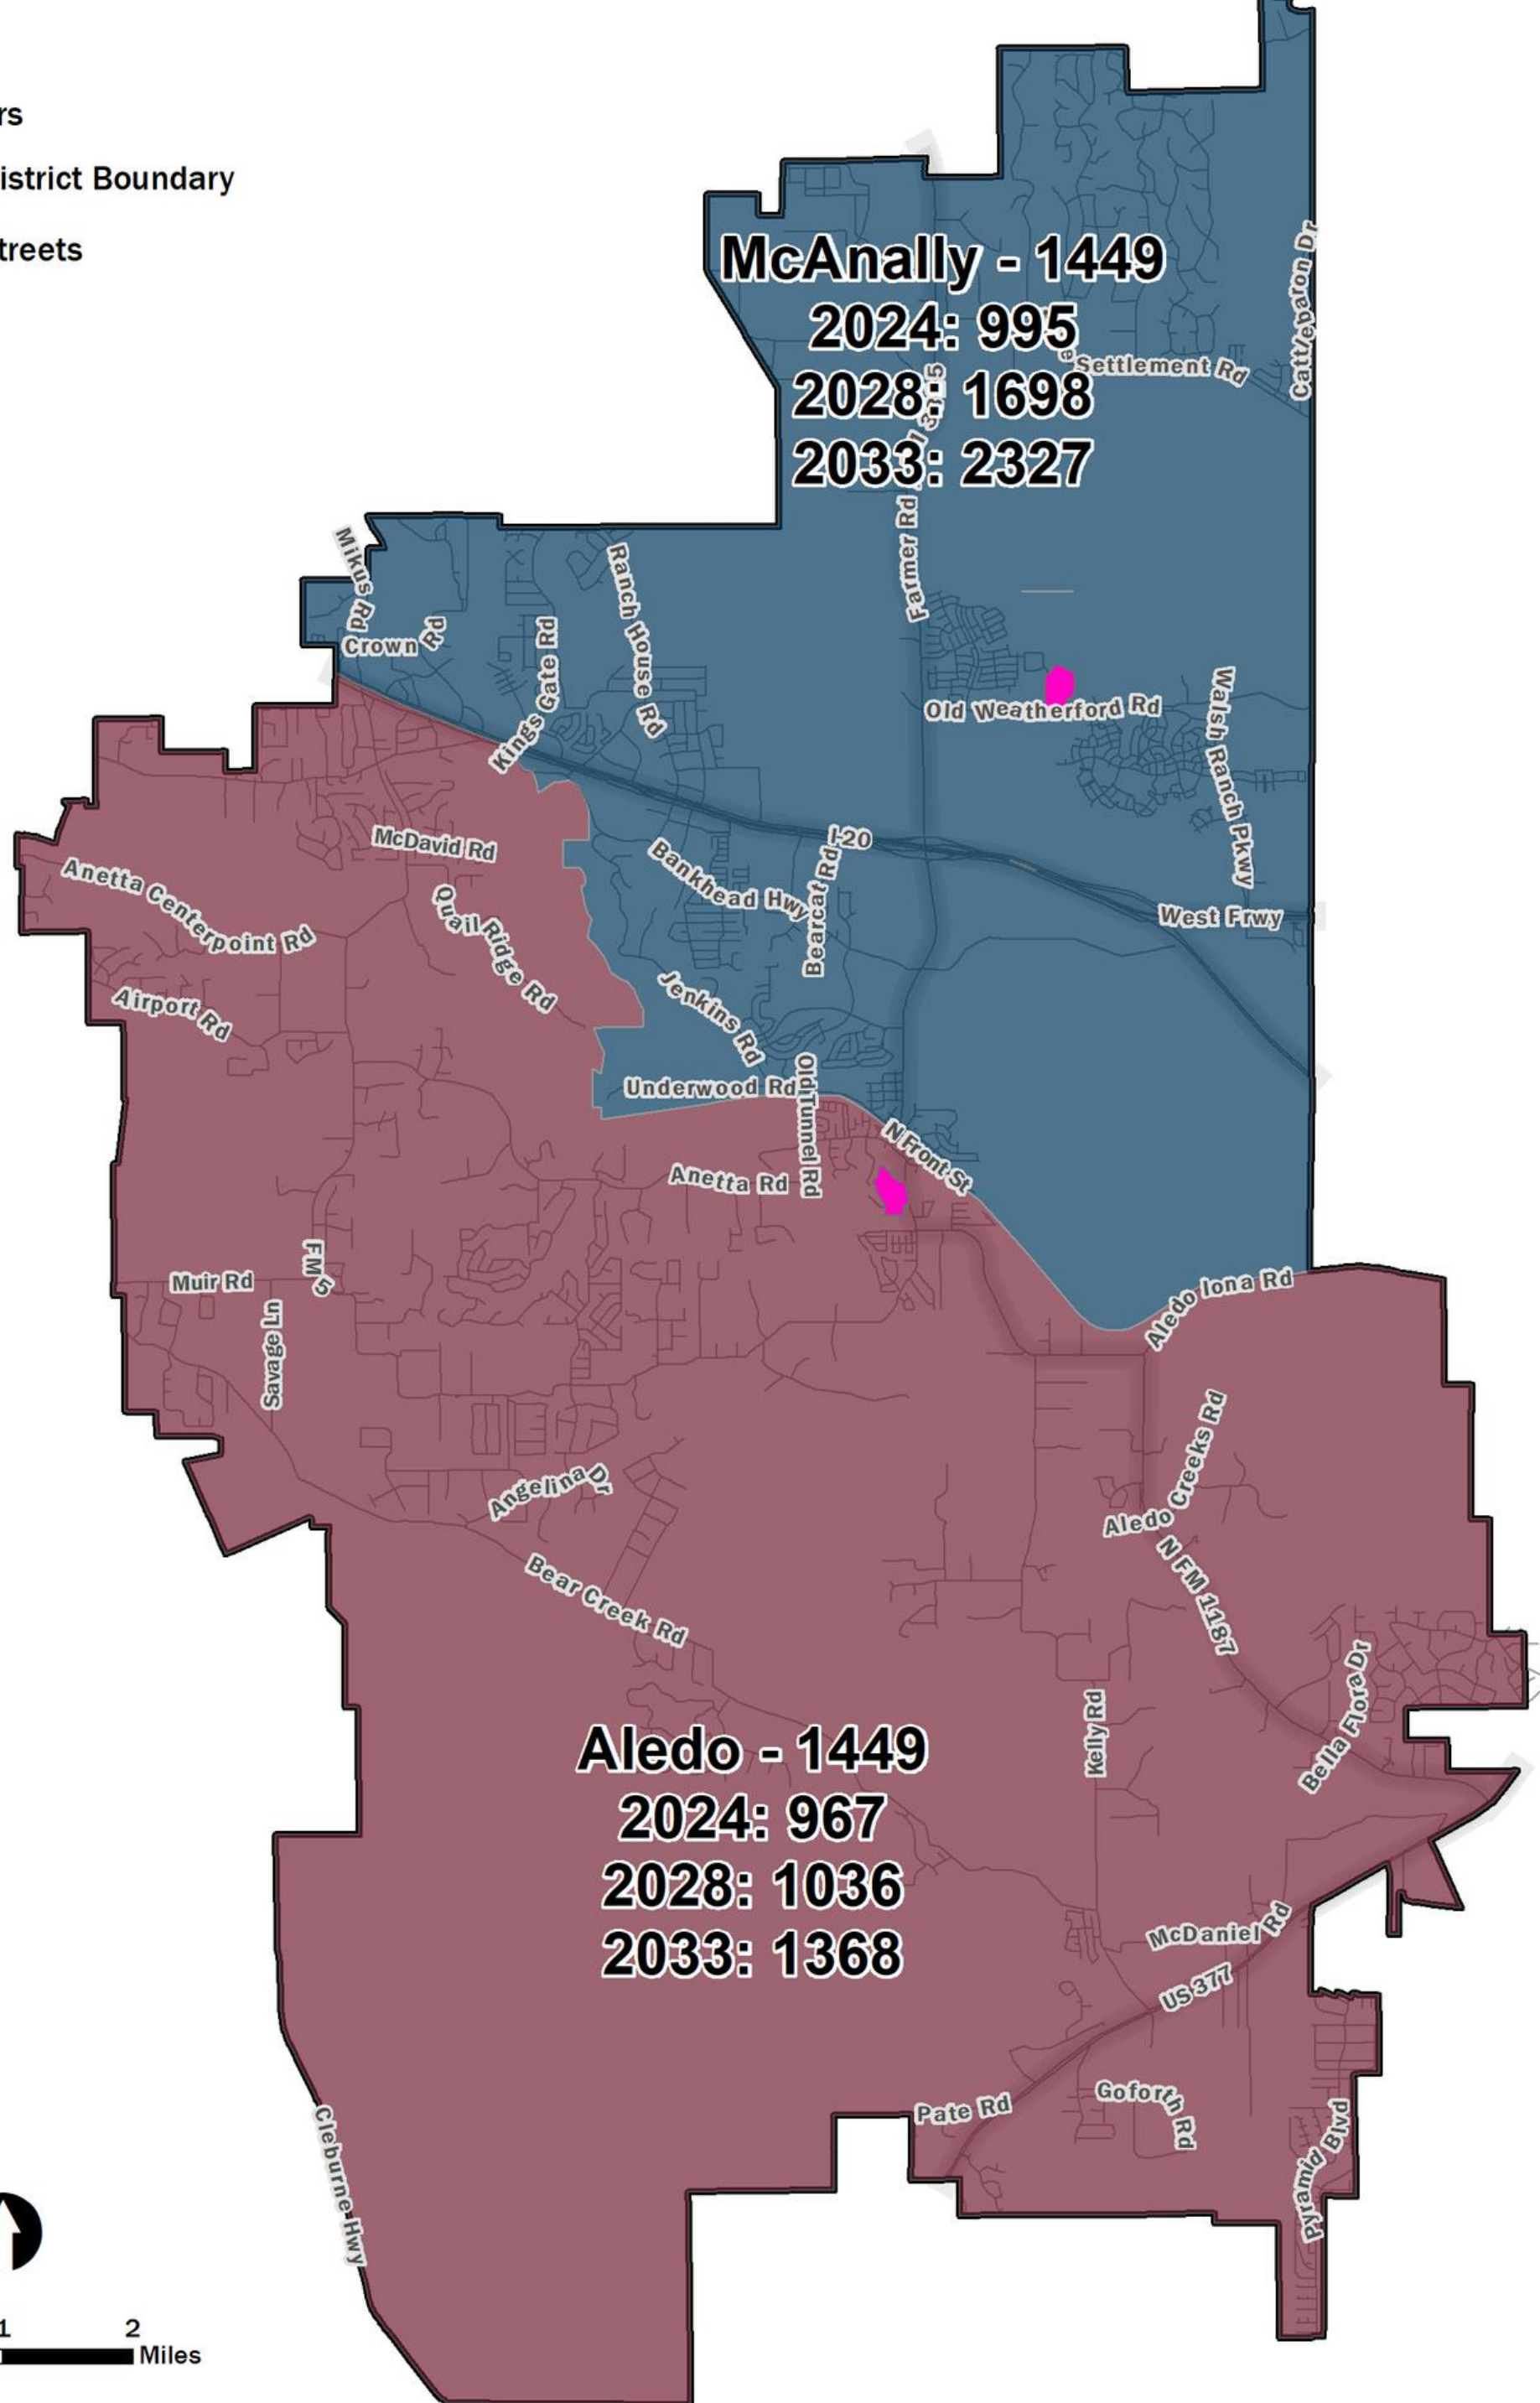 rs
istrict Boundary
treets
McAnally - 1449
2024: 995
2028: 1698
2033: 2327
Cattlebaron Dr
Settlement Rd
Farmer Rd
Mikus Rd
Crown Rd
Kings Gate Rd
Ranch House Rd
Old Weatherford Rd
Walsh Ranch Pkwy
I-20
McDavid Rd
Bankhead Hwy
Bearcat Rd
West Frwy
Anetta Centerpoint Rd
Quail Ridge Rd
Airport Rd
Jenkins Rd
Underwood Rd
Old Tunnel Rd
N Front St
Anetta Rd
FM 5
Muir Rd
Savage Ln
Aledo Iona Rd
Aledo Creeks Rd
Angelina Dr
N FM 1187
Bear Creek Rd
Bella Flora Dr
Kelly Rd
Aledo - 1449
2024: 967
2028: 1036
2033: 1368
McDaniel Rd
US 377
Goforth Rd
Pate Rd
Pyramid Blvd
Cleburne Hwy
1 2
Miles